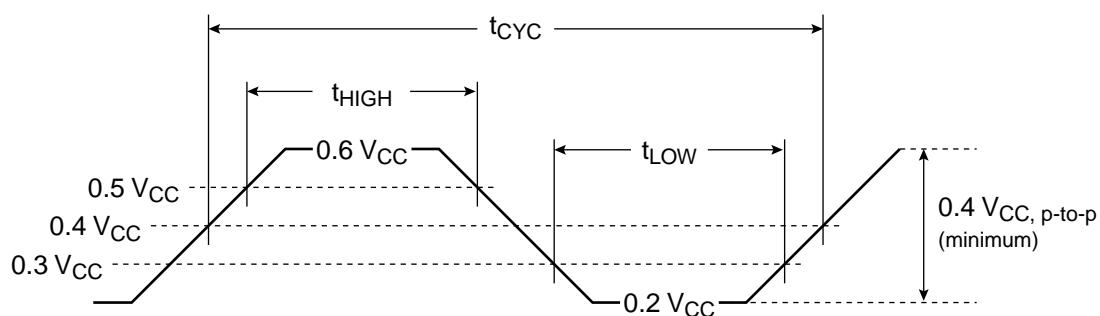 tCYC
tHIGH
0.6 VCC
tLOW
0.5 VCC
0.4 VCC
0.4 VCC, p-to-p
(minimum)
0.3 VCC
0.2 VCC